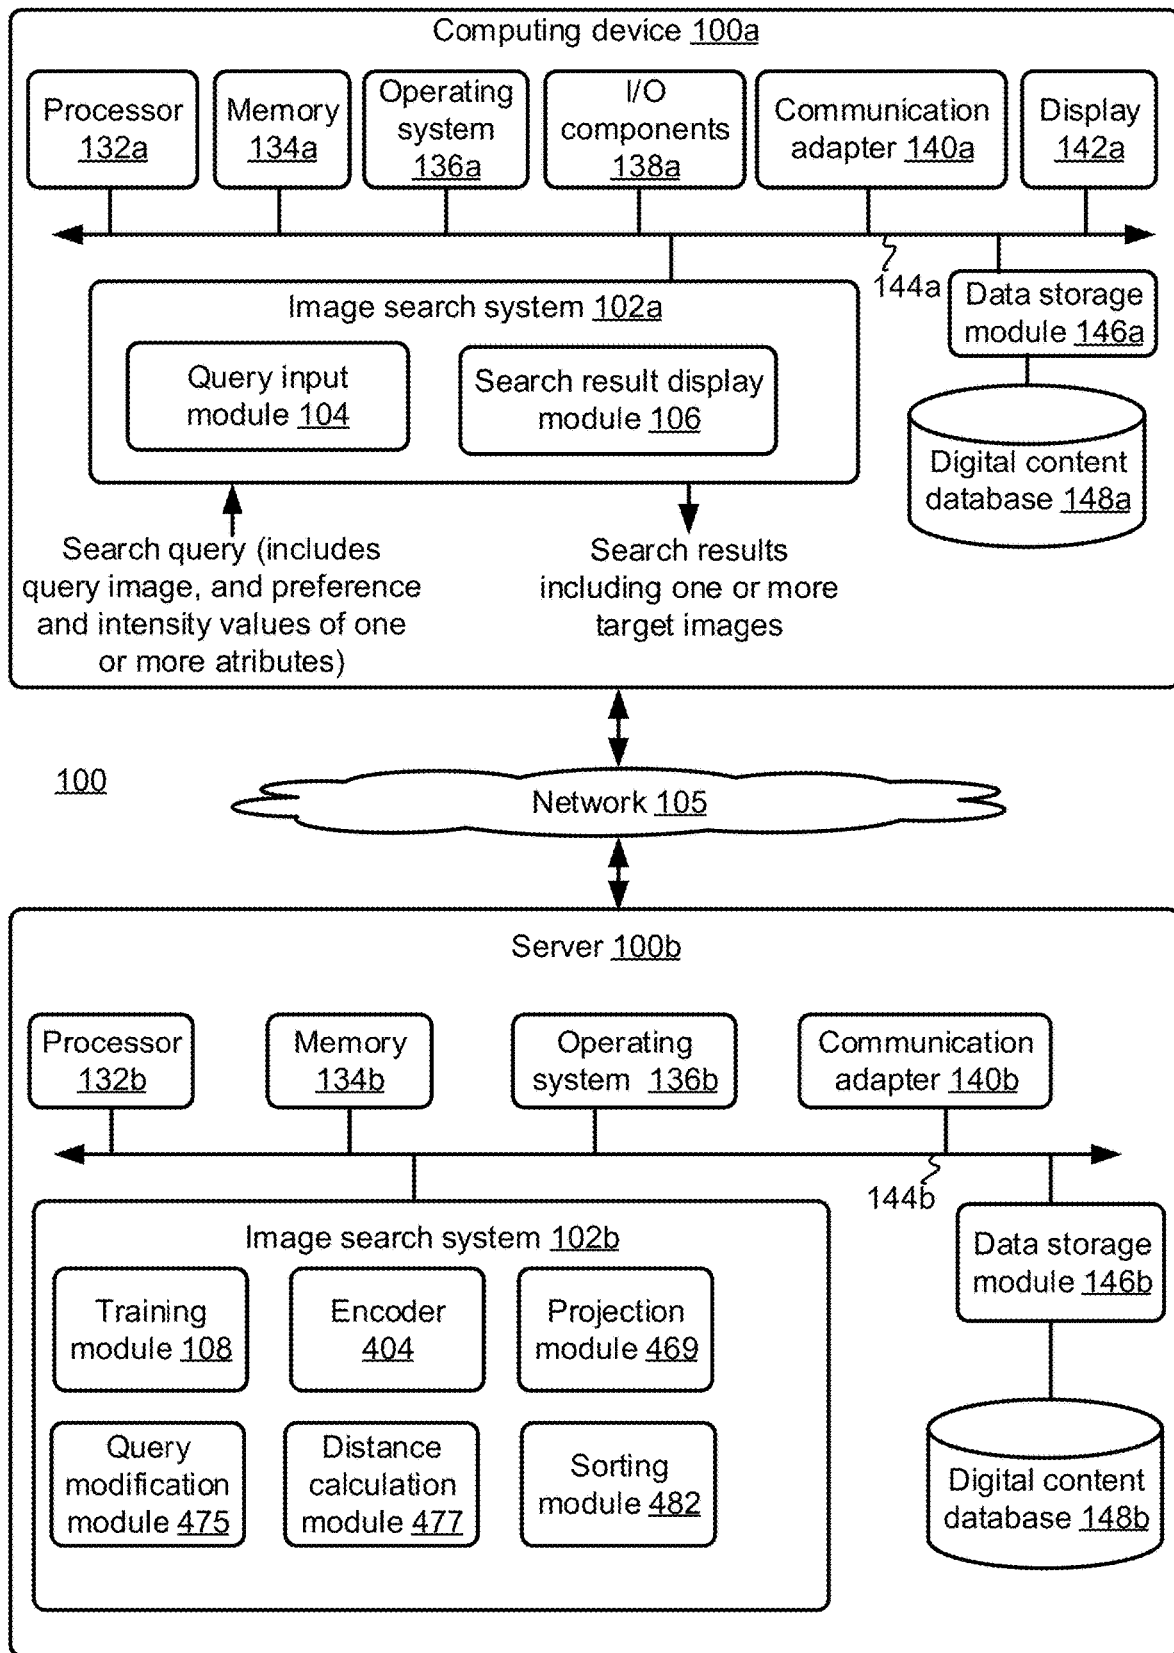 Computing device 100a
Processor
132a
Memory
134a
Operating
system
136a
I/O
components
138a
Communication
adapter 140a
Display
142a
144a
Image search system 102a
Query input
module 104
Search result display
module 106
Data storage
module 146a
Digital content
database 148a
Search query (includes
query image, and preference
and intensity values of one
or more atributes)
Search results
including one or more
target images
100
Network 105
Server 100b
Processor
132b
Memory
134b
Operating
system 136b
Communication
adapter 140b
144b
Image search system 102b
Training
module 108
Encoder
404
Projection
module 469
Query
modification
module 475
Distance
calculation
module 477
Sorting
module 482
Data storage
module 146b
Digital content
database 148b